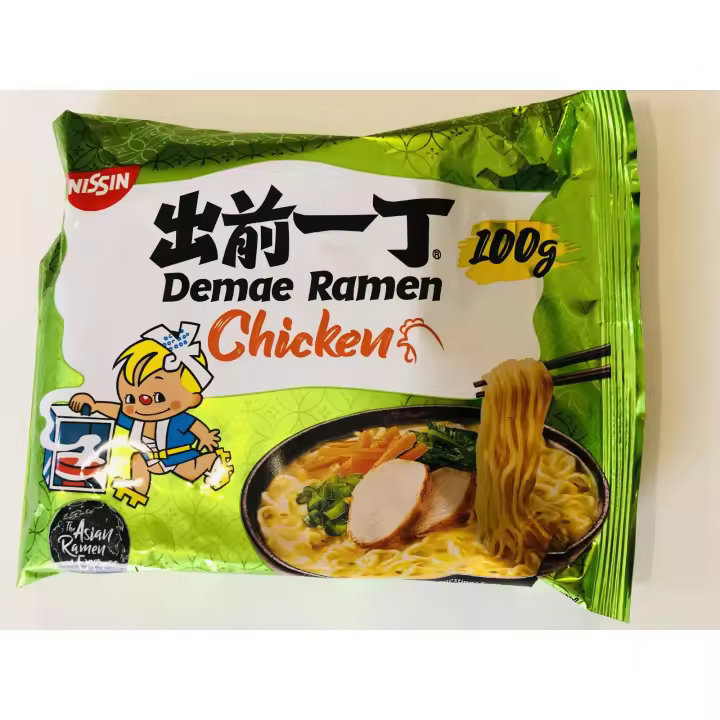 NISSIN
出前一丁®
100g
Demae Ramen
Chicken
The
Asian
Ramen